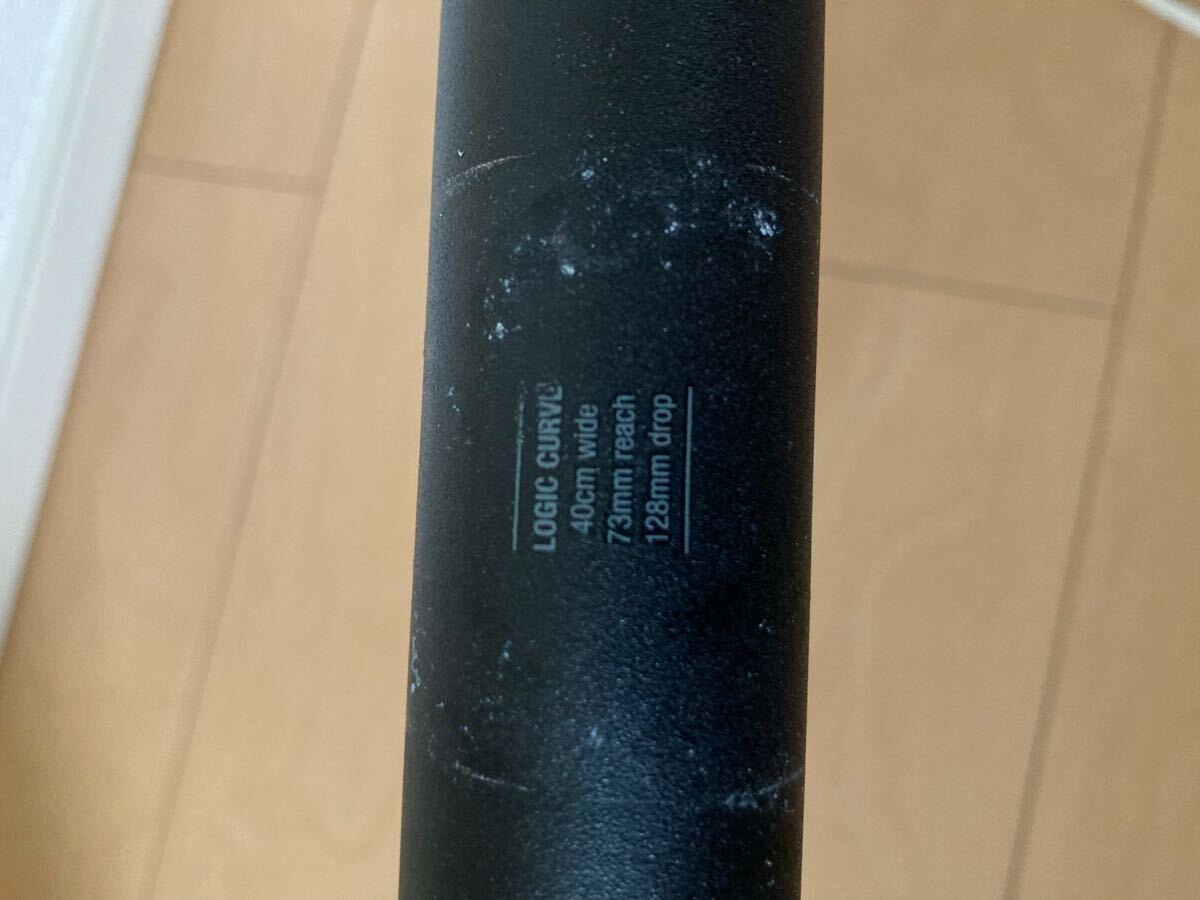 LOGIC CURVE
40cm wide
73mm reach
128mm drop